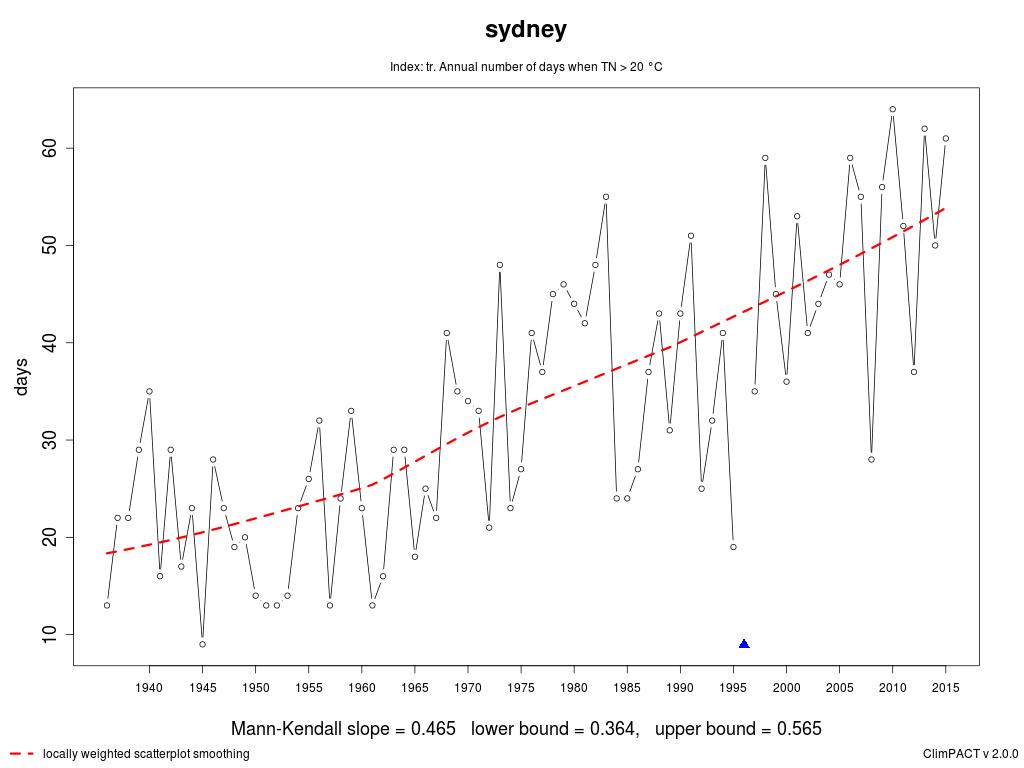 sydney
Index: tr. Annual number of days when TN > 20 °C
60
50
40
30
20
10
days
1940 1945 1950 1955 1960 1965 1970 1975 1980 1985 1990 1995 2000 2005 2010 2015
Mann-Kendall slope = 0.465 lower bound = 0.364, upper bound = 0.565
locally weighted scatterplot smoothing
ClimPACT v 2.0.0